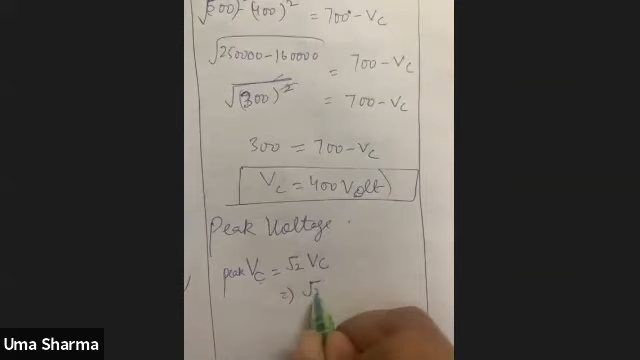 √(500)² - (400)² = 700 - Vc
√250000-160000 = 700 - Vc
√(300)² = 700 - Vc
300 = 700 - Vc
Vc = 400 Volt
Peak Voltage.
peak Vc = √2 Vc
⇒) √2
Uma Sharma